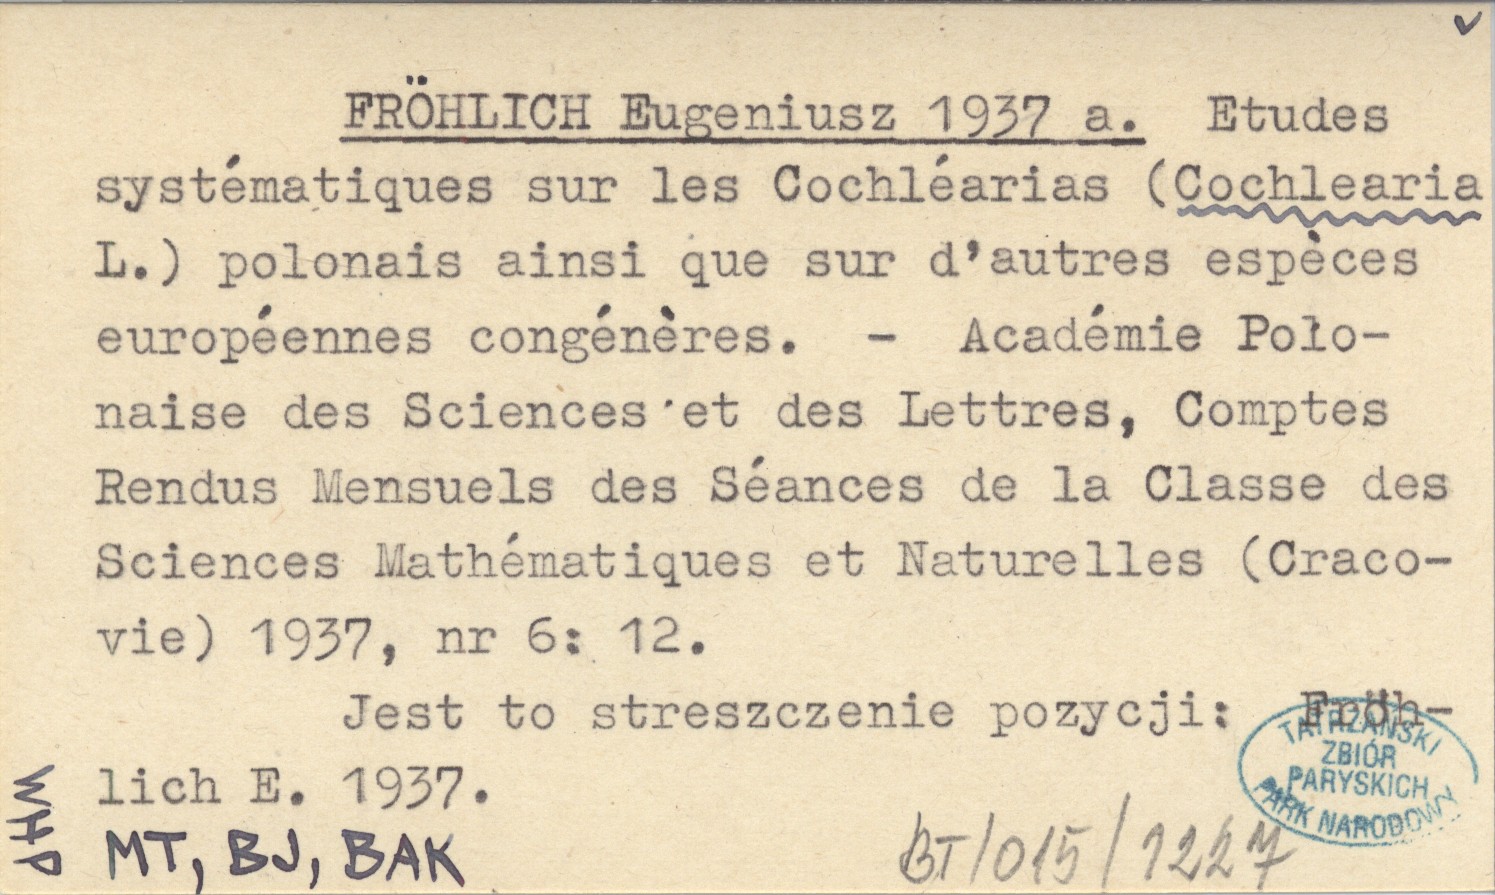 FRÖHLICH Eugeniusz 1937 a. Etudes
systématiques sur les Cochléarias (Cochlearia
L.) polonais ainsi que sur d'autres espèces
européennes congénères. - Académie Polo-
naise des Sciences et des Lettres, Comptes
Rendus Mensuels des Séances de la Classe des
Sciences Mathématiques et Naturelles (Craco-
vie) 1937, nr 6: 12.
Jest to streszczenie pozycji: Fröh-
lich E. 1937.
MT, BJ, BAK
BT/015/1227
TATRZAŃSKI
ZBIÓR
PARYSKICH
PARK NARODOWY